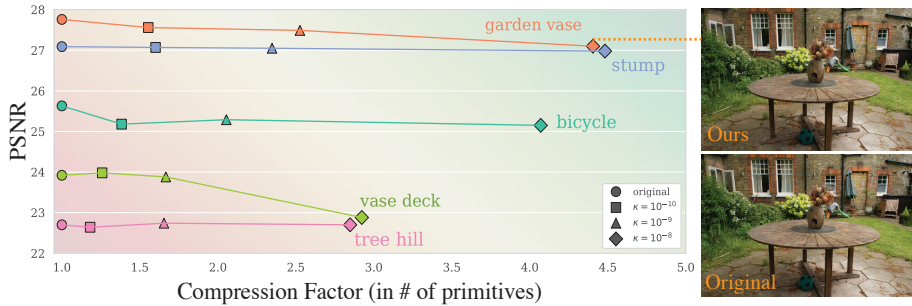 28
27
26
25
24
23
22
PSNR
garden vase
stump
bicycle
vase deck
tree hill
original
κ = 10⁻¹⁰
κ = 10⁻⁹
κ = 10⁻⁸
1.0 1.5 2.0 2.5 3.0 3.5 4.0 4.5 5.0
Compression Factor (in # of primitives)
Ours
Original